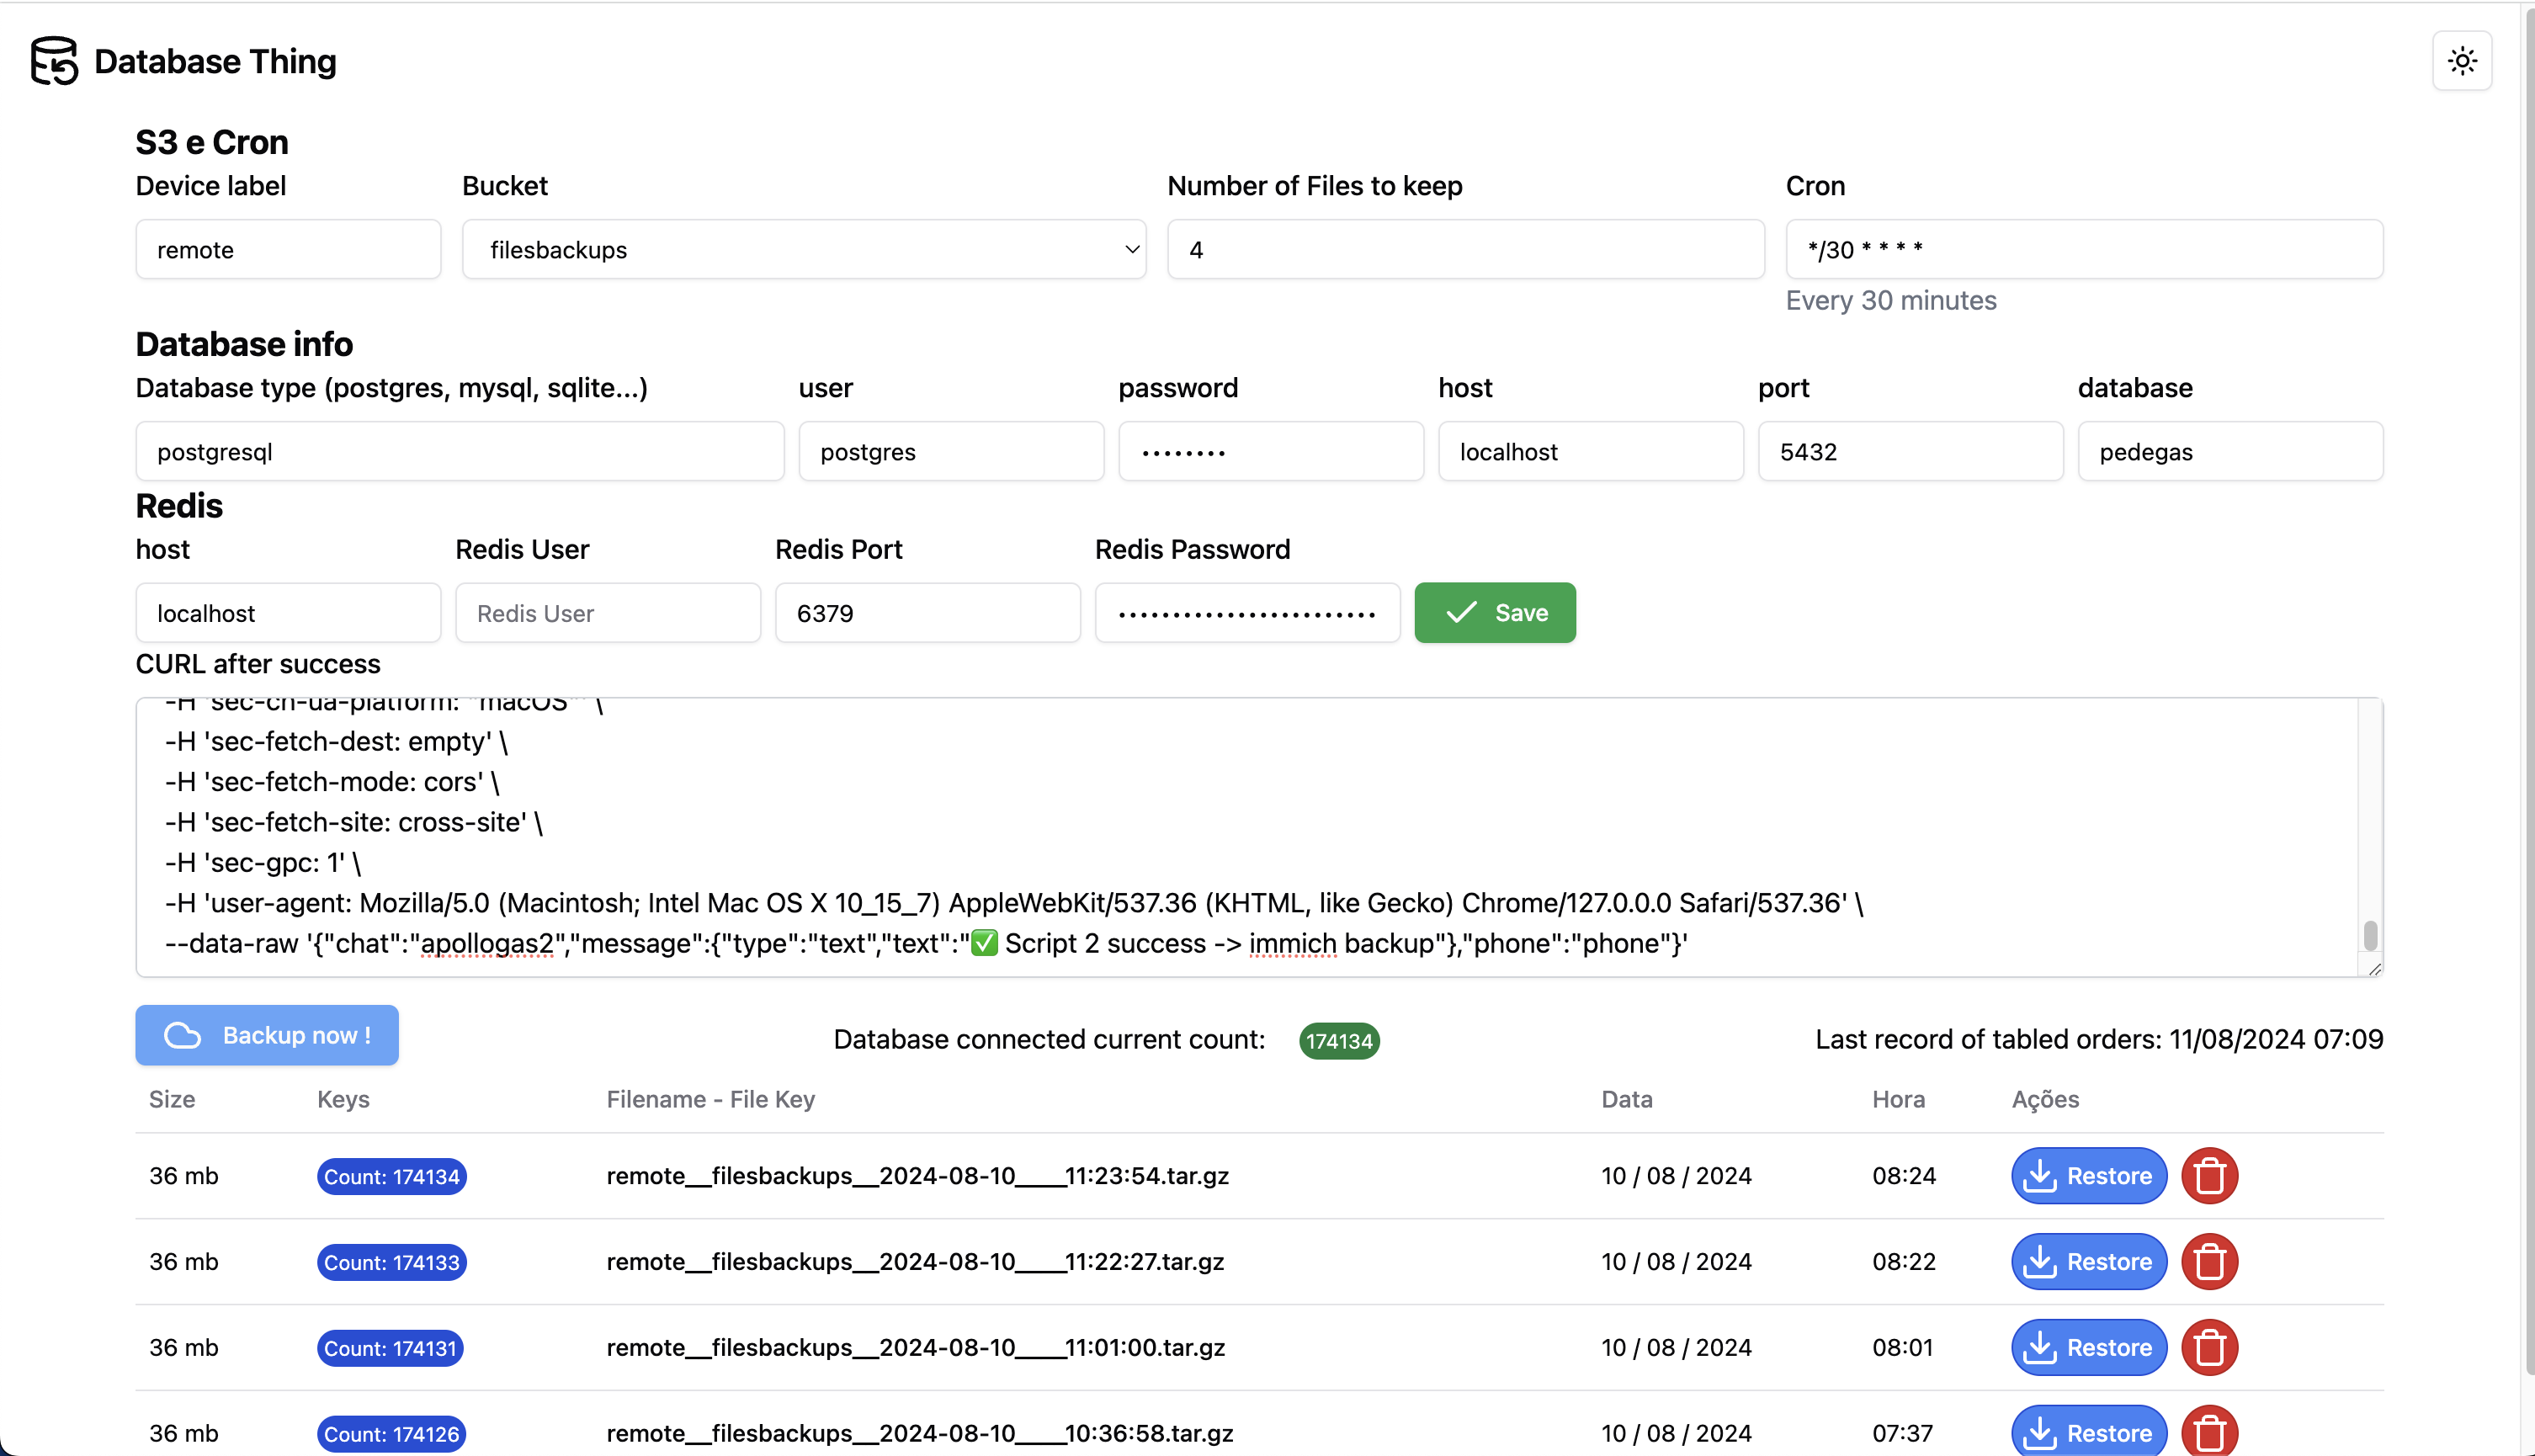 Database Thing
S3 e Cron
Device label Bucket Number of Files to keep Cron
remote filesbackups 4 */30 * * * *
Every 30 minutes
Database info
Database type (postgres, mysql, sqlite...) user password host port database
postgresql postgres •••••••• localhost 5432 pedegas
Redis
host Redis User Redis Port Redis Password
localhost Redis User 6379 •••••••••••••••••••••••• Save
CURL after success
-H 'sec-ch-ua-platform: "macOS"' \
-H 'sec-fetch-dest: empty' \
-H 'sec-fetch-mode: cors' \
-H 'sec-fetch-site: cross-site' \
-H 'sec-gpc: 1' \
-H 'user-agent: Mozilla/5.0 (Macintosh; Intel Mac OS X 10_15_7) AppleWebKit/537.36 (KHTML, like Gecko) Chrome/127.0.0.0 Safari/537.36' \
--data-raw '{"chat":"apollogas2","message":{"type":"text","text":"✅ Script 2 success -> immich backup"},"phone":"phone"}'
Backup now ! Database connected current count: 174134 Last record of tabled orders: 11/08/2024 07:09
Size Keys Filename - File Key Data Hora Ações
36 mb Count: 174134 remote__filesbackups__2024-08-10____11:23:54.tar.gz 10 / 08 / 2024 08:24 Restore
36 mb Count: 174133 remote__filesbackups__2024-08-10____11:22:27.tar.gz 10 / 08 / 2024 08:22 Restore
36 mb Count: 174131 remote__filesbackups__2024-08-10____11:01:00.tar.gz 10 / 08 / 2024 08:01 Restore
36 mb Count: 174126 remote__filesbackups__2024-08-10____10:36:58.tar.gz 10 / 08 / 2024 07:37 Restore